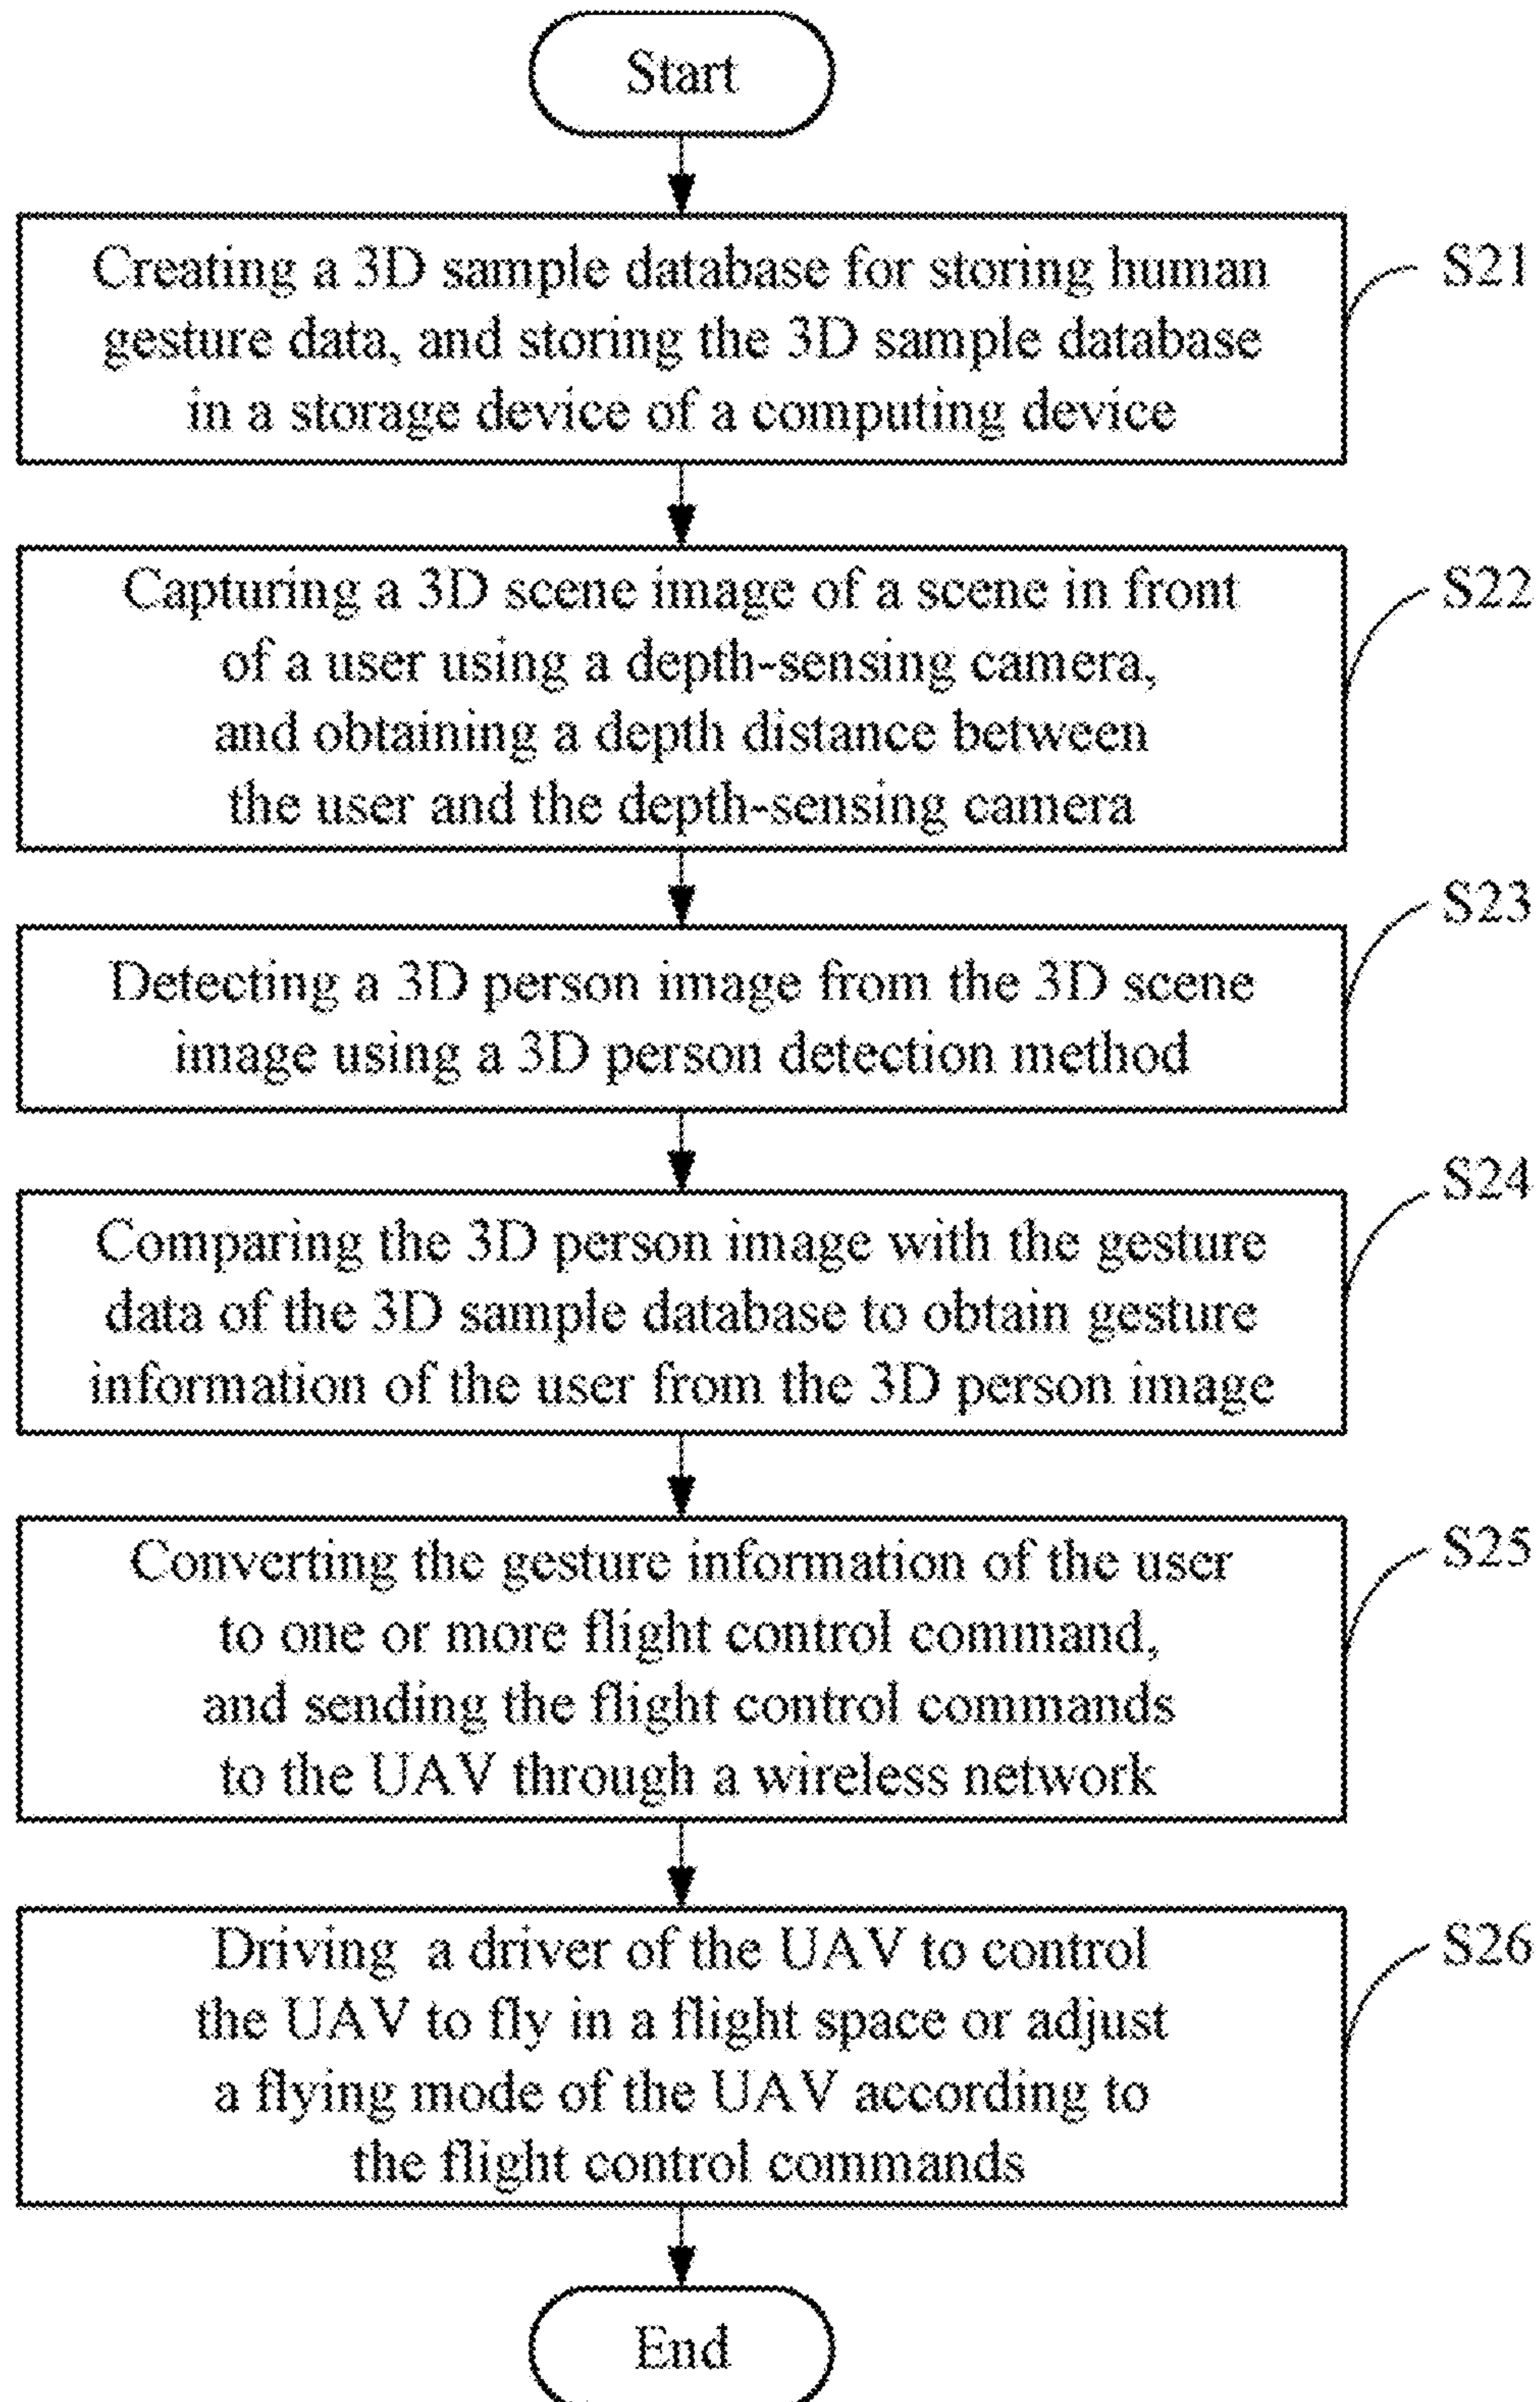 Start
Creating a 3D sample database for storing human
gesture data, and storing the 3D sample database
in a storage device of a computing device
S21
Capturing a 3D scene image of a scene in front
of a user using a depth-sensing camera,
and obtaining a depth distance between
the user and the depth-sensing camera
S22
Detecting a 3D person image from the 3D scene
image using a 3D person detection method
S23
Comparing the 3D person image with the gesture
data of the 3D sample database to obtain gesture
information of the user from the 3D person image
S24
Converting the gesture information of the user
to one or more flight control command,
and sending the flight control commands
to the UAV through a wireless network
S25
Driving a driver of the UAV to control
the UAV to fly in a flight space or adjust
a flying mode of the UAV according to
the flight control commands
S26
End